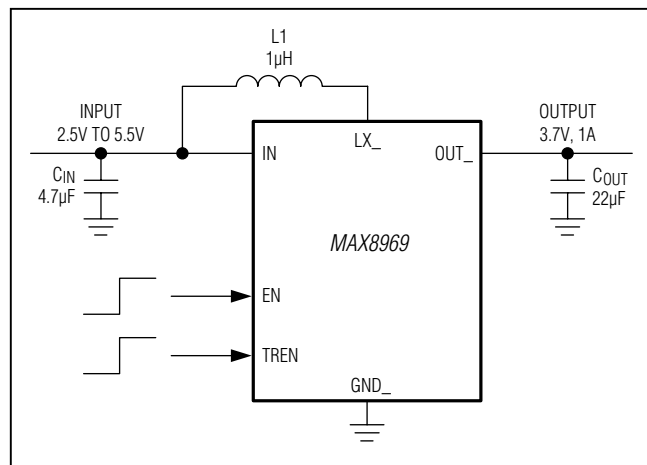 L1
1µH
INPUT
2.5V TO 5.5V
OUTPUT
3.7V, 1A
IN
LX_
OUT_
CIN
4.7µF
COUT
22µF
MAX8969
EN
TREN
GND_